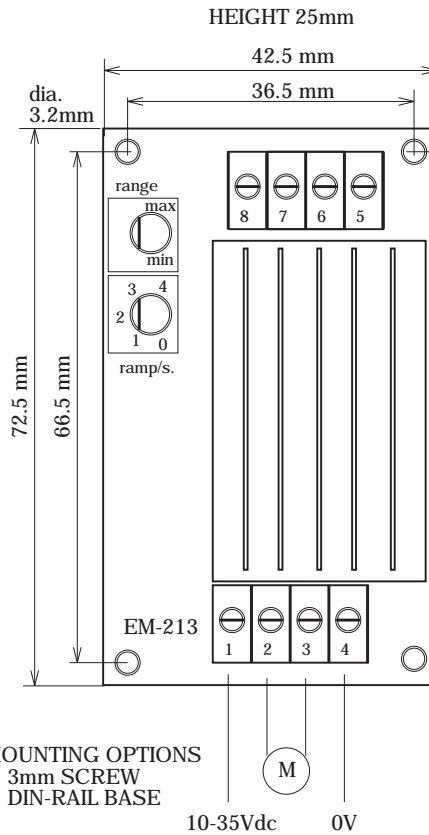 HEIGHT 25mm
42.5 mm
36.5 mm
dia.
3.2mm
range
max
min
8 7 6 5
3 4
2
1 0
ramp/s.
72.5 mm
66.5 mm
EM-213
1 2 3 4
M
OUNTING OPTIONS
3mm SCREW
DIN-RAIL BASE
10-35Vdc 0V